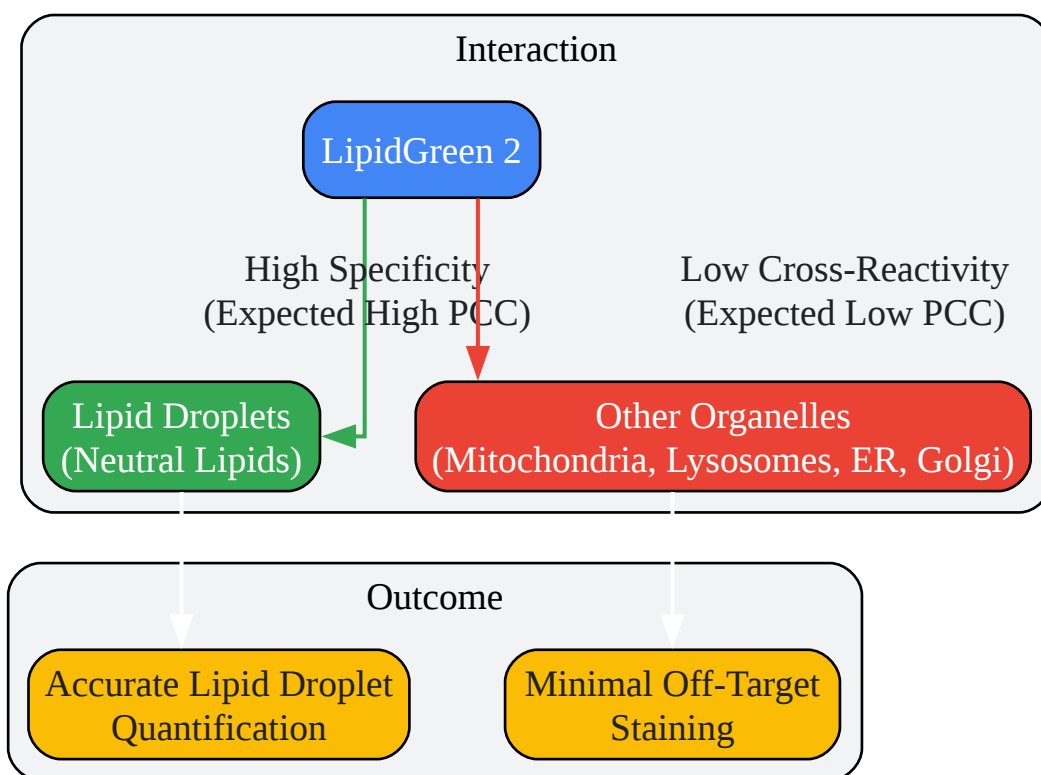 Interaction
LipidGreen 2
High Specificity
(Expected High PCC)
Low Cross-Reactivity
(Expected Low PCC)
Lipid Droplets
(Neutral Lipids)
Other Organelles
(Mitochondria, Lysosomes, ER, Golgi)
Outcome
Accurate Lipid Droplet
Quantification
Minimal Off-Target
Staining